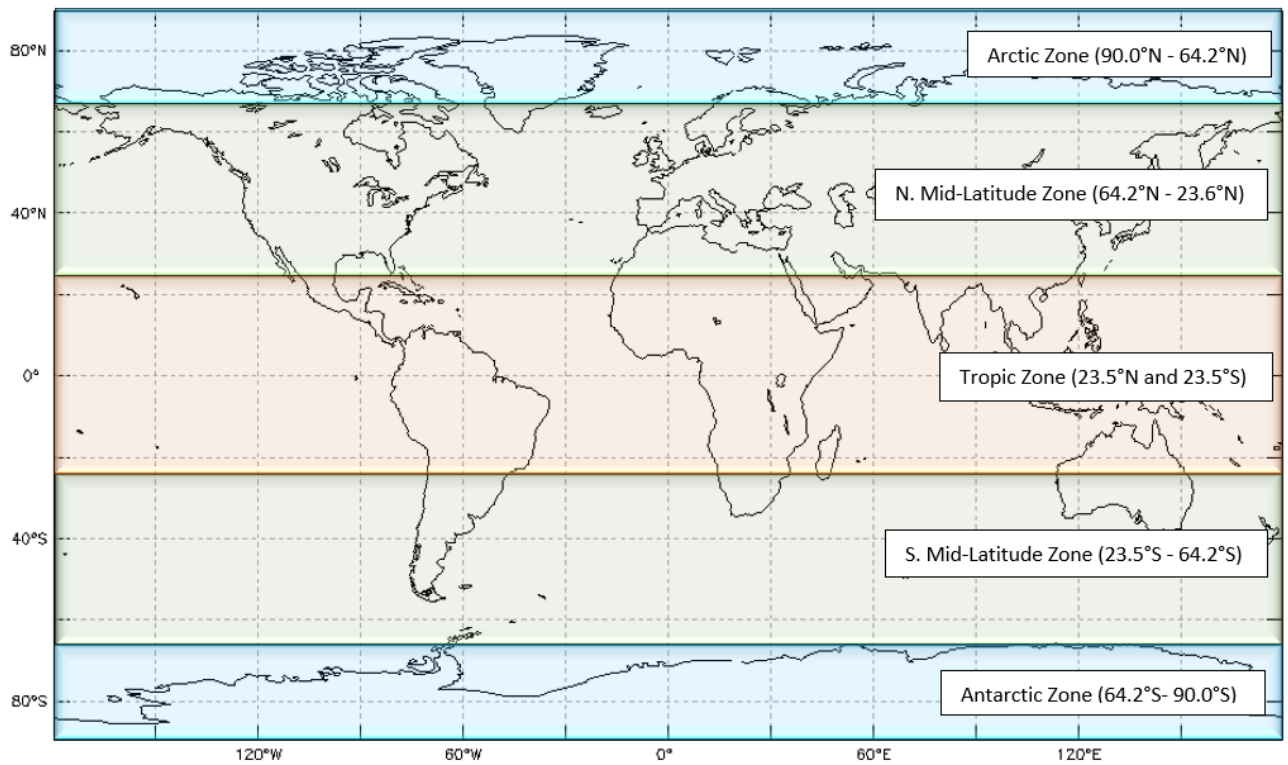 80°N
Arctic Zone (90.0°N - 64.2°N)
N. Mid-Latitude Zone (64.2°N - 23.6°N)
40°N
Tropic Zone (23.5°N and 23.5°S)
0°
40°S
S. Mid-Latitude Zone (23.5°S - 64.2°S)
Antarctic Zone (64.2°S- 90.0°S)
80°S
120°W 60°W 0° 60°E 120°E